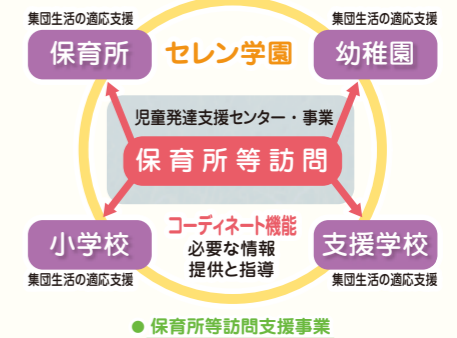 集団生活の適応支援
集団生活の適応支援
保育所
セレン学園
幼稚園
児童発達支援センター・事業
保育所等訪問
小学校
コーディネート機能
必要な情報
提供と指導
支援学校
集団生活の適応支援
集団生活の適応支援
● 保育所等訪問支援事業